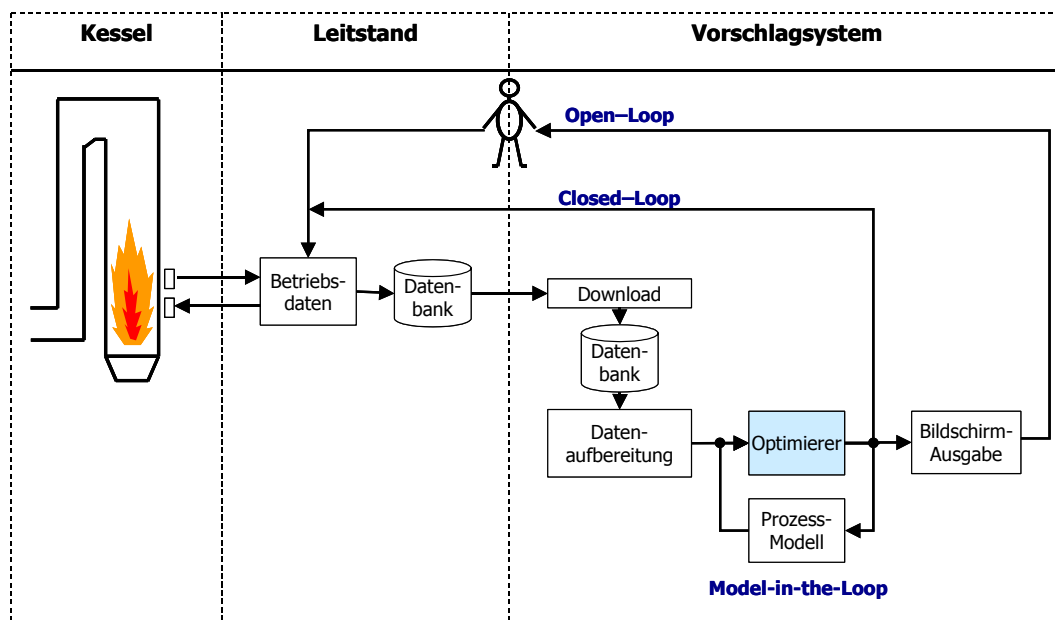 Kessel
Leitstand
Vorschlagsystem
Open–Loop
Closed–Loop
Betriebs-
daten
Daten-
bank
Download
Daten-
bank
Daten-
aufbereitung
Optimierer
Bildschirm-
Ausgabe
Prozess-
Modell
Model-in-the-Loop